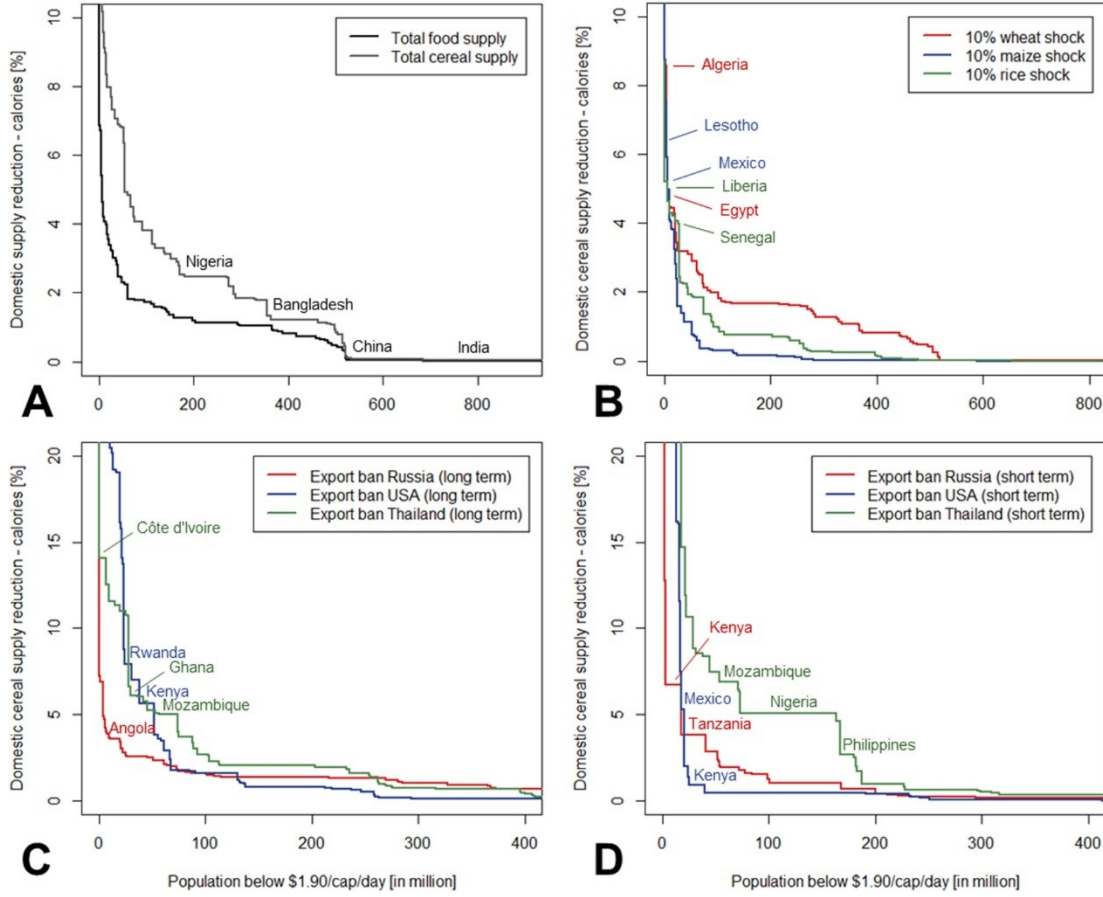 Domestic supply reduction - calories [%]
10
8
6
4
2
0
Total food supply
Total cereal supply
Nigeria
Bangladesh
China
India
0 200 400 600 800
A
Domestic cereal supply reduction - calories [%]
10
8
6
4
2
0
10% wheat shock
10% maize shock
10% rice shock
Algeria
Lesotho
Mexico
Liberia
Egypt
Senegal
0 200 400 600 800
B
Domestic cereal supply reduction - calories [%]
20
15
10
5
0
Export ban Russia (long term)
Export ban USA (long term)
Export ban Thailand (long term)
Côte d'Ivoire
Rwanda
Ghana
Kenya
Mozambique
Angola
0 100 200 300 400
C
Population below $1.90/cap/day [in million]
Domestic cereal supply reduction - calories [%]
20
15
10
5
0
Export ban Russia (short term)
Export ban USA (short term)
Export ban Thailand (short term)
Kenya
Mozambique
Mexico
Nigeria
Tanzania
Philippines
Kenya
0 100 200 300 400
D
Population below $1.90/cap/day [in million]